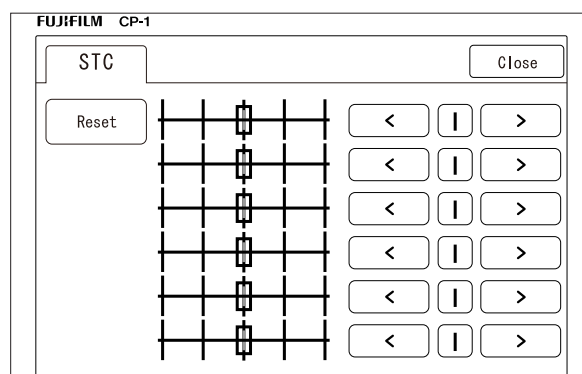 FUJIFILM CP-1
STC
Close
Reset
< | >
< | >
< | >
< | >
< | >
< | >